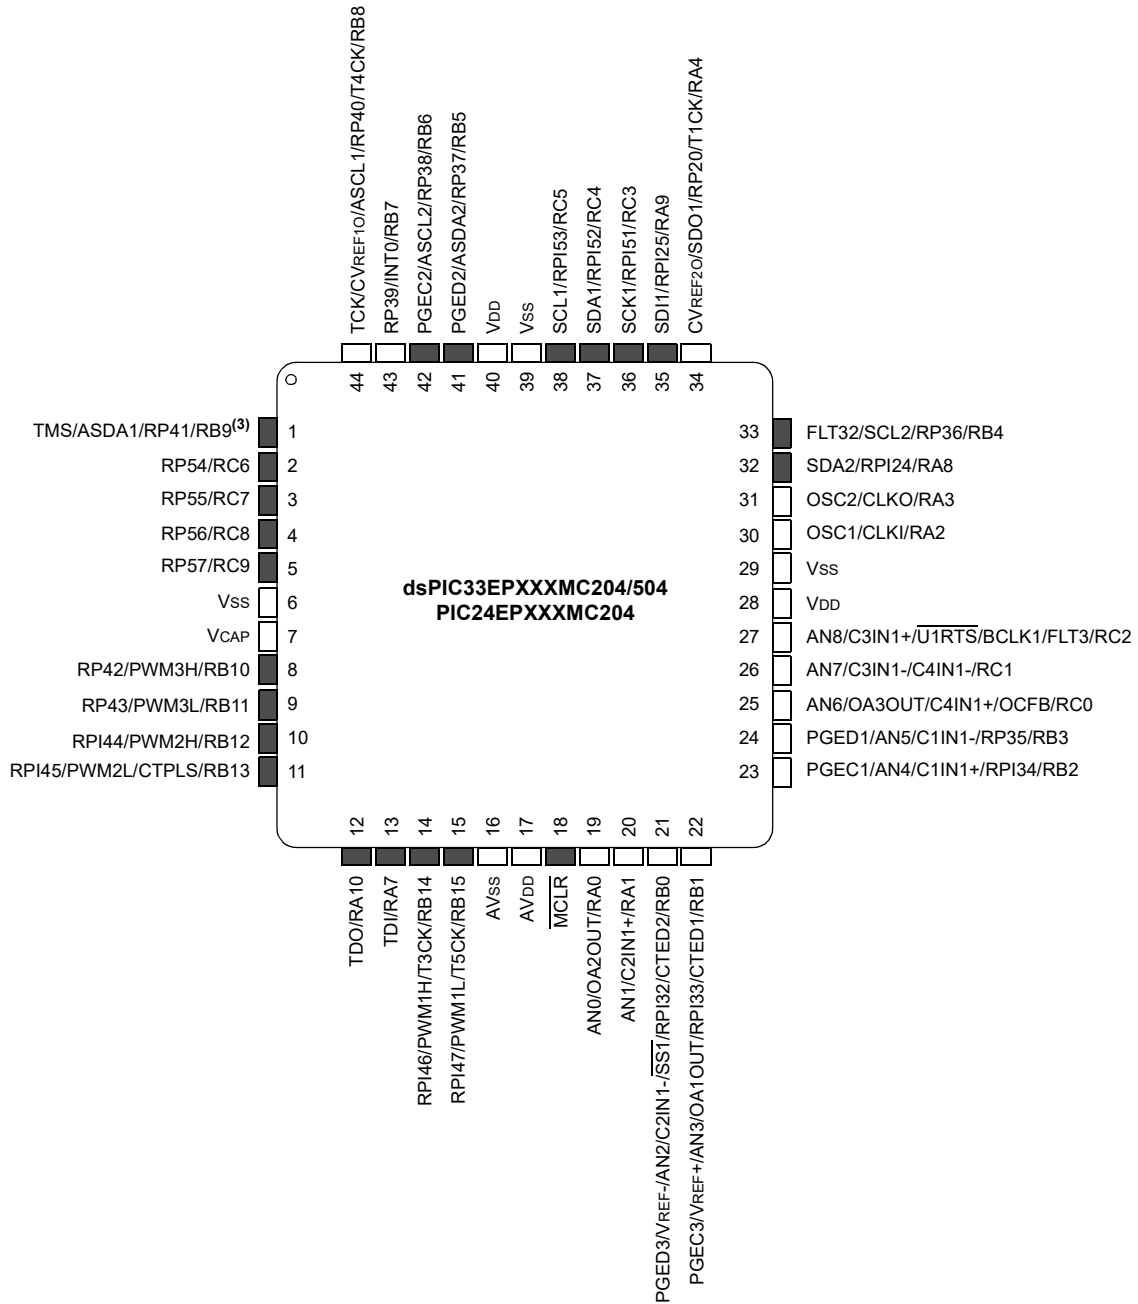 TCK/CVREF1O/ASCL1/RP40/T4CK/RB8
RP39/INT0/RB7
PGEC2/ASCL2/RP38/RB6
PGED2/ASDA2/RP37/RB5
VDD
VSS
SCL1/RPI53/RC5
SDA1/RPI52/RC4
SCK1/RPI51/RC3
SDI1/RPI25/RA9
CVREF2O/SDO1/RP20/T1CK/RA4
44 43 42 41 40 39 38 37 36 35 34
TMS/ASDA1/RP41/RB9(3) 1
RP54/RC6 2
RP55/RC7 3
RP56/RC8 4
RP57/RC9 5
VSS 6
VCAP 7
RP42/PWM3H/RB10 8
RP43/PWM3L/RB11 9
RPI44/PWM2H/RB12 10
RPI45/PWM2L/CTPLS/RB13 11
dsPIC33EPXXXMC204/504
PIC24EPXXXMC204
33 FLT32/SCL2/RP36/RB4
32 SDA2/RPI24/RA8
31 OSC2/CLKO/RA3
30 OSC1/CLKI/RA2
29 VSS
28 VDD
27 AN8/C3IN1+/U1RTS/BCLK1/FLT3/RC2
26 AN7/C3IN1-/C4IN1-/RC1
25 AN6/OA3OUT/C4IN1+/OCFB/RC0
24 PGED1/AN5/C1IN1-/RP35/RB3
23 PGEC1/AN4/C1IN1+/RPI34/RB2
12 13 14 15 16 17 18 19 20 21 22
TDO/RA10
TDI/RA7
RPI46/PWM1H/T3CK/RB14
RPI47/PWM1L/T5CK/RB15
AVSS
AVDD
MCLR
AN0/OA2OUT/RA0
AN1/C2IN1+/RA1
PGED3/VREF-/AN2/C2IN1-/SS1/RPI32/CTED2/RB0
PGEC3/VREF+/AN3/OA1OUT/RPI33/CTED1/RB1